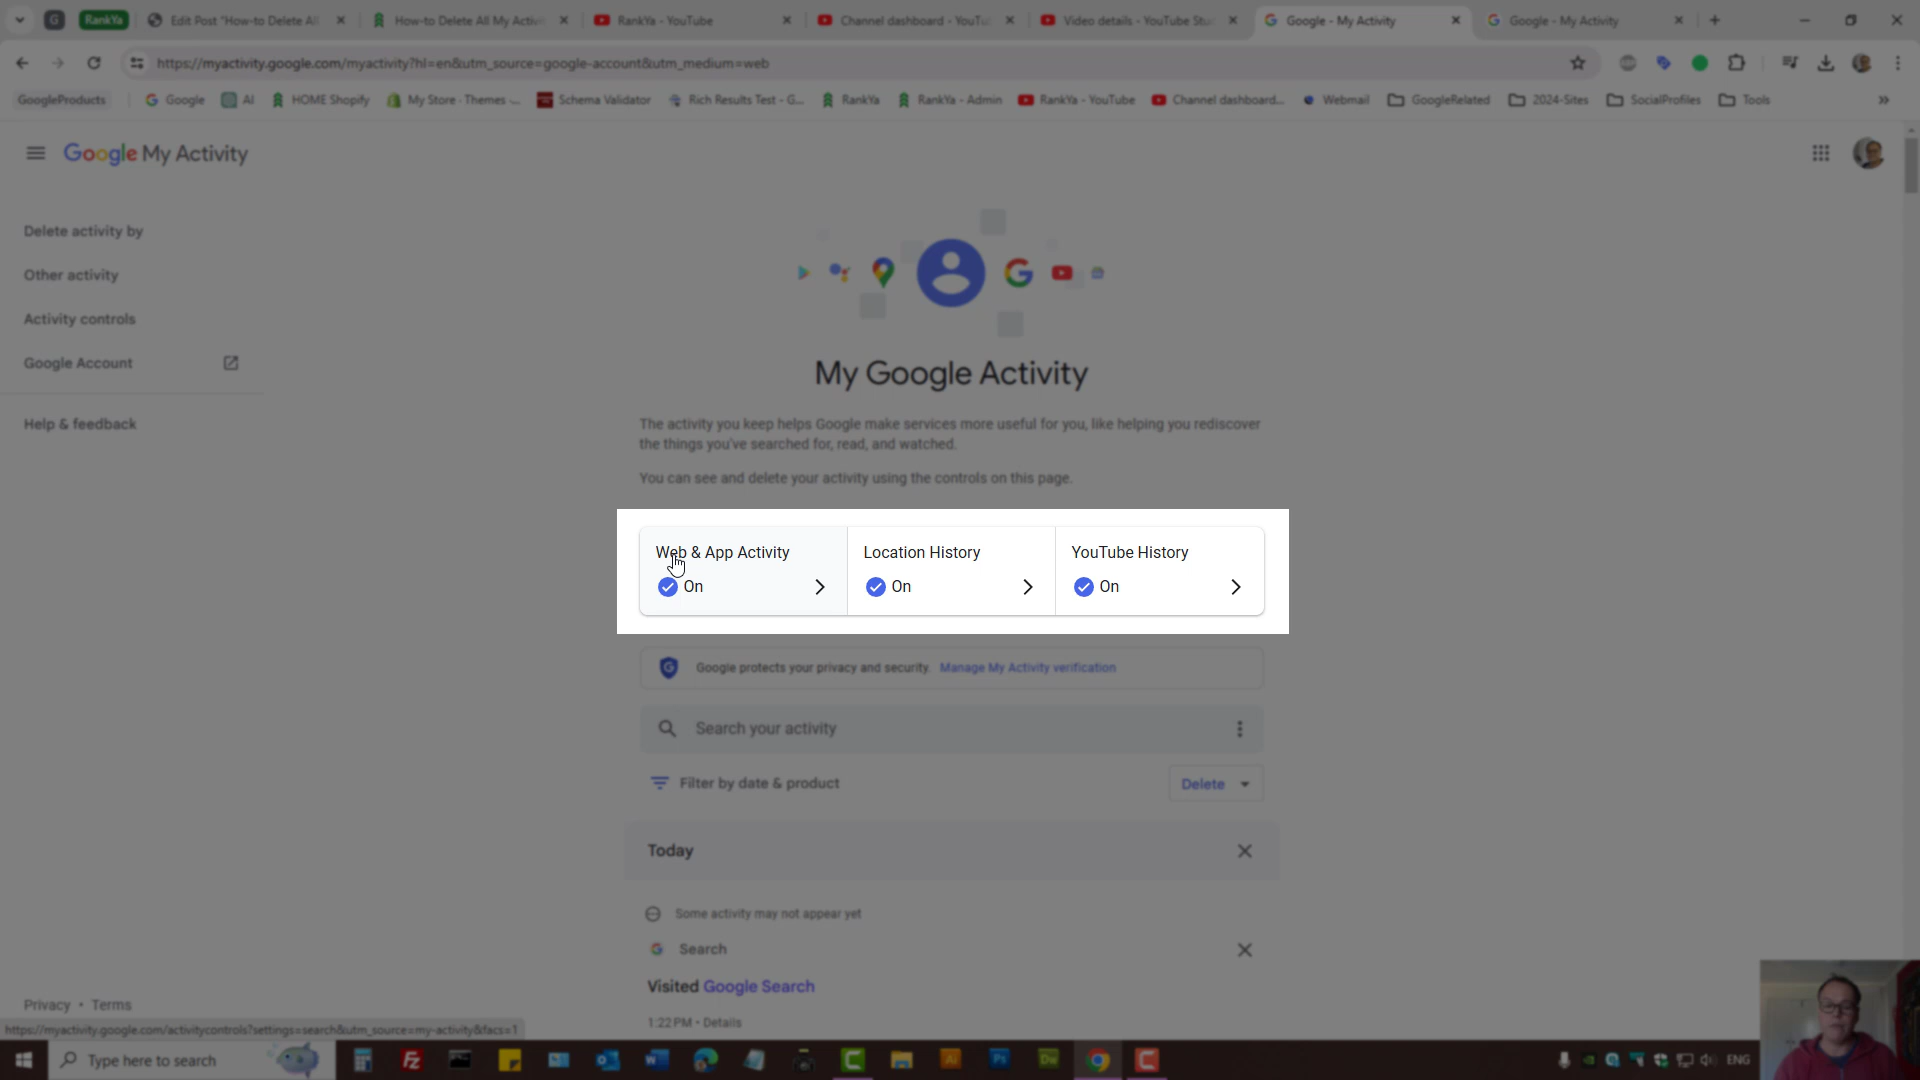 G
RankYa
Edit Post "How-to Delete All
How-to Delete All My Activi
RankYa - YouTube
Channel dashboard - YouTu
Video details - YouTube Stu
Google - My Activity
Google - My Activity
https://myactivity.google.com/myactivity?hl=en&utm_source=google-account&utm_medium=web
GoogleProducts
Google
AI
HOME Shopify
My Store · Themes -...
Schema Validator
Rich Results Test - G...
RankYa
RankYa - Admin
RankYa - YouTube
Channel dashboard...
Webmail
GoogleRelated
2024-Sites
SocialProfiles
Tools
Google My Activity
Delete activity by
Other activity
Activity controls
Google Account
Help & feedback
My Google Activity
The activity you keep helps Google make services more useful for you, like helping you rediscover
the things you've searched for, read, and watched.
You can see and delete your activity using the controls on this page.
Web & App Activity
On
Location History
On
YouTube History
On
Google protects your privacy and security. Manage My Activity verification
Search your activity
Filter by date & product
Delete
Today
Some activity may not appear yet
Search
Visited Google Search
1:22 PM • Details
Privacy • Terms
https://myactivity.google.com/activitycontrols?settings=search&utm_source=my-activity&facs=1
Type here to search
ENG